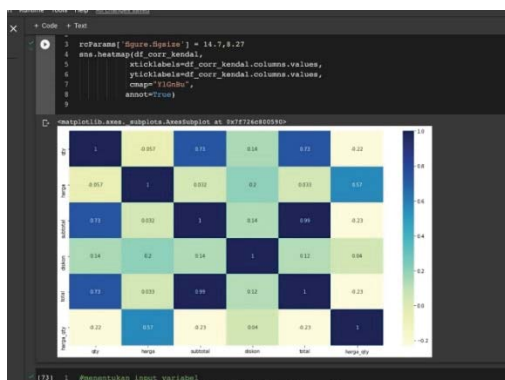 Runtime Tools Help
+ Code + Text
3 rcParams['figure.figsize'] = 14.7,8.27
4 sns.heatmap(df_corr_kendal,
5 xticklabels=df_corr_kendal.columns.values,
6 yticklabels=df_corr_kendal.columns.values,
7 cmap="YlGnBu",
8 annot=True)
9
<matplotlib.axes._subplots.AxesSubplot at 0x7f726c800590>
qty 1 -0.057 0.73 0.14 0.73 -0.22
harga -0.057 1 0.032 0.2 0.033 0.57
subtotal 0.73 0.032 1 0.14 0.99 -0.23
diskon 0.14 0.2 0.14 1 0.12 0.04
total 0.73 0.033 0.99 0.12 1 -0.23
harga_qty -0.22 0.57 -0.23 0.04 -0.23 1
qty harga subtotal diskon total harga_qty
1.0
0.8
0.6
0.4
0.2
0.0
-0.2
1 #menentukan input variabel